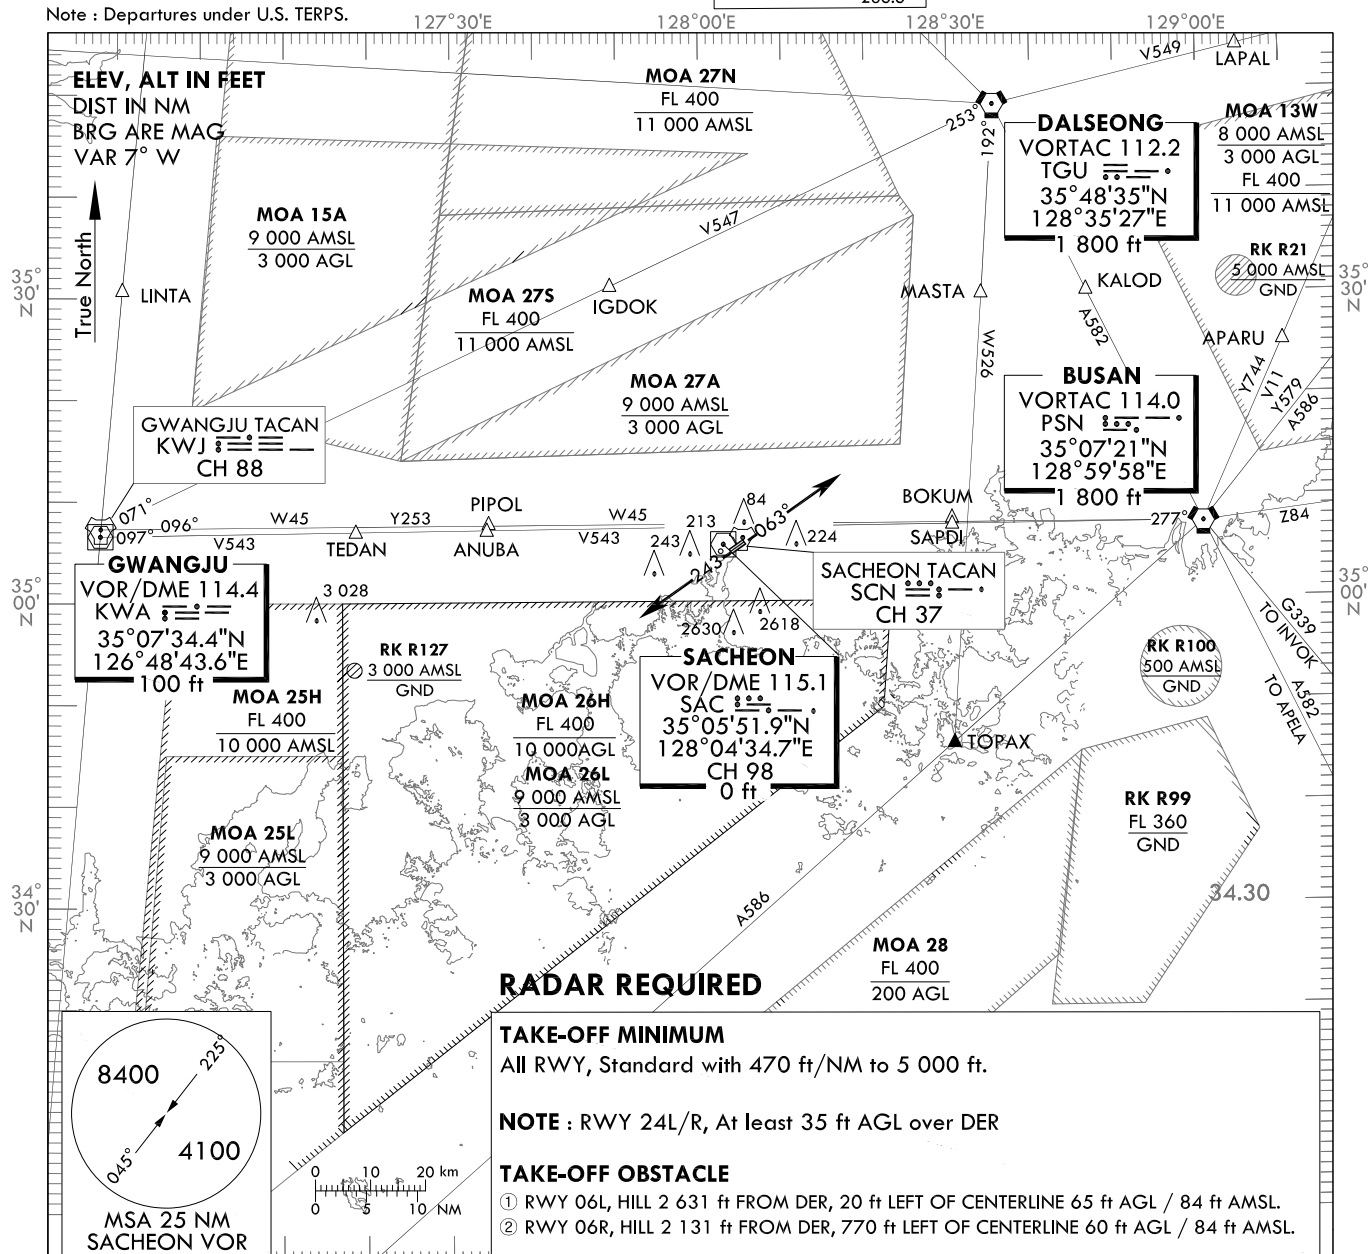 Note : Departures under U.S. TERPS.
127°30'E
128°00'E
128°30'E
129°00'E
ELEV, ALT IN FEET
DIST IN NM
BRG ARE MAG
VAR 7° W
True North
MOA 27N
FL 400
11 000 AMSL
V549
LAPAL
253°
192°
DALSEONG
VORTAC 112.2
TGU
35°48'35"N
128°35'27"E
1 800 ft
MOA 13W
8 000 AMSL
3 000 AGL
FL 400
11 000 AMSL
MOA 15A
9 000 AMSL
3 000 AGL
V547
RK R21
5 000 AMSL
GND
35°
30'
N
LINTA
MOA 27S
FL 400
11 000 AMSL
IGDOK
MASTA
KALOD
35°
30'
N
A582
W526
APARU
Y744
V11
Y579
A586
MOA 27A
9 000 AMSL
3 000 AGL
BUSAN
VORTAC 114.0
PSN
35°07'21"N
128°59'58"E
1 800 ft
GWANGJU TACAN
KWJ
CH 88
071°
096°
097°
W45
Y253
PIPOL
W45
V543
TEDAN
ANUBA
V543
84
213
063°
243
243°
224
BOKUM
SAPDI
277°
Z84
GWANGJU
VOR/DME 114.4
KWA
35°07'34.4"N
126°48'43.6"E
100 ft
3 028
SACHEON TACAN
SCN
CH 37
35°
00'
N
35°
00'
N
2630
2618
G339
TO INVOK
A582
TO APELA
RK R127
3 000 AMSL
GND
SACHEON
VOR/DME 115.1
SAC
35°05'51.9"N
128°04'34.7"E
CH 98
0 ft
RK R100
500 AMSL
GND
MOA 25H
FL 400
10 000 AMSL
MOA 26H
FL 400
10 000AGL
MOA 26L
9 000 AMSL
3 000 AGL
TOPAX
RK R99
FL 360
GND
MOA 25L
9 000 AMSL
3 000 AGL
34°
30'
N
34.30
A586
MOA 28
FL 400
200 AGL
RADAR REQUIRED
8400
225°
4100
045°
MSA 25 NM
SACHEON VOR
0 10 20 km
0 5 10 NM
TAKE-OFF MINIMUM
All RWY, Standard with 470 ft/NM to 5 000 ft.
NOTE : RWY 24L/R, At least 35 ft AGL over DER
TAKE-OFF OBSTACLE
① RWY 06L, HILL 2 631 ft FROM DER, 20 ft LEFT OF CENTERLINE 65 ft AGL / 84 ft AMSL.
② RWY 06R, HILL 2 131 ft FROM DER, 770 ft LEFT OF CENTERLINE 60 ft AGL / 84 ft AMSL.